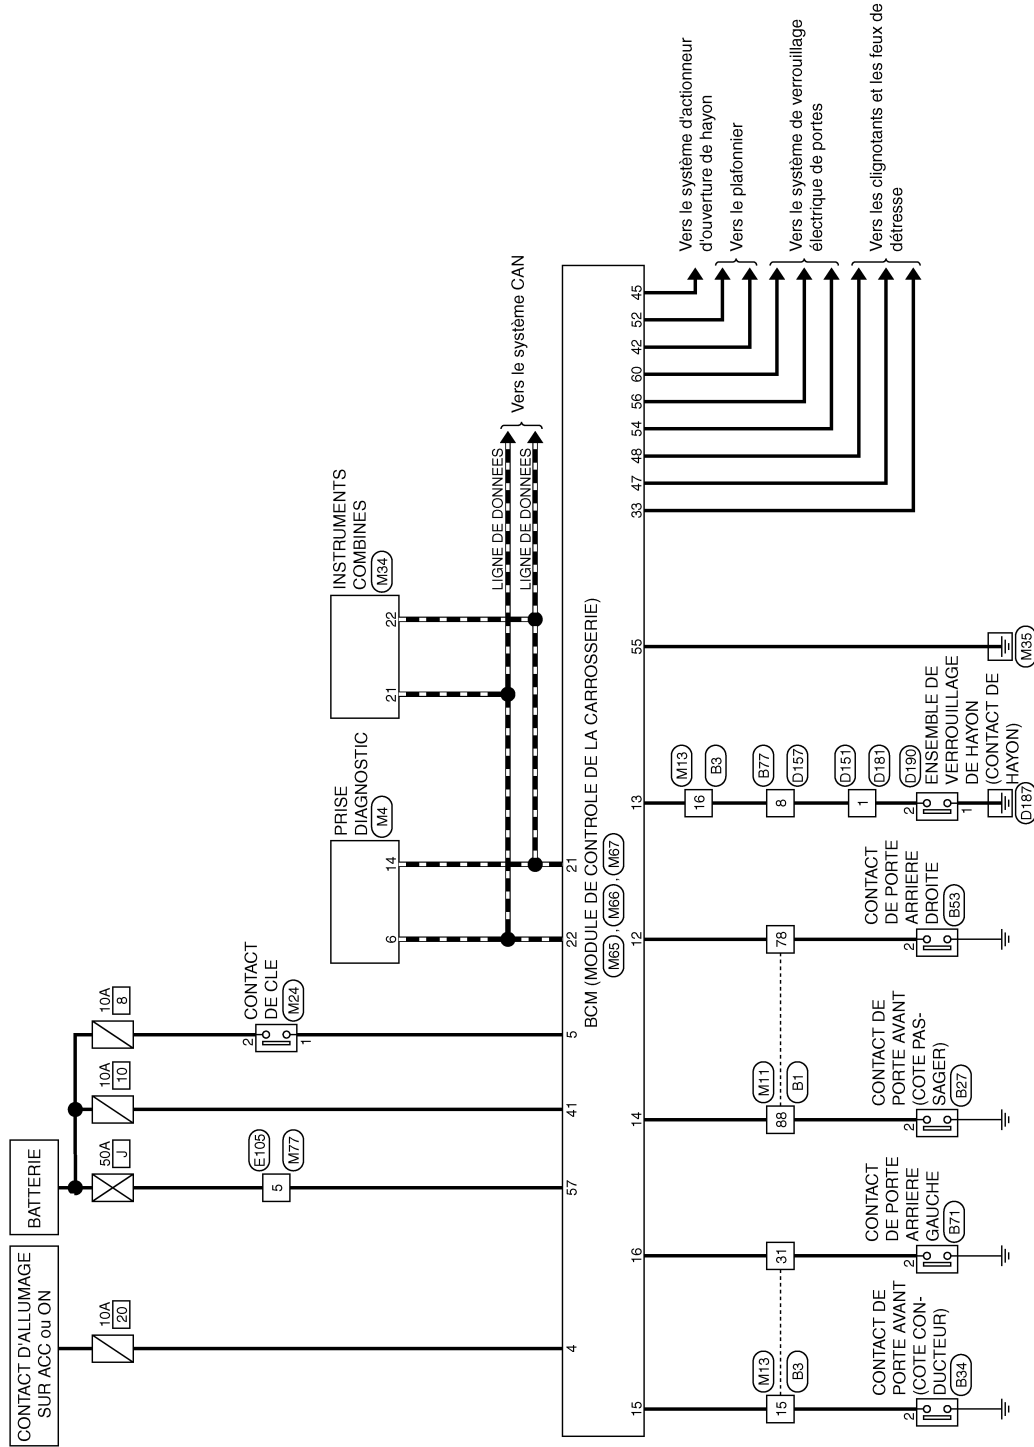 CONTACT D'ALLUMAGE
SUR ACC ou ON
BATTERIE
10A
20
50A
J
10A
10
10A
8
E105
5
M77
CONTACT
DE CLE
M24
2
1
PRISE
DIAGNOSTIC
M4
6
14
INSTRUMENTS
COMBINES
M34
21
22
LIGNE DE DONNEES
LIGNE DE DONNEES
Vers le système CAN
4
57
41
5
22
21
BCM (MODULE DE CONTROLE DE LA CARROSSERIE)
M65 , M66 , M67
15
16
14
12
13
55
33
47
48
54
56
60
42
52
45
Vers le système d'actionneur
d'ouverture de hayon
Vers le plafonnier
Vers le système de verrouillage
électrique de portes
Vers les clignotants et les feux de
détresse
M13
15
B3
31
M11
88
B1
78
M13
16
B3
B77
8
D157
D151
1
D181
CONTACT DE
PORTE AVANT
(COTE CON-
DUCTEUR)
B34
2
CONTACT
DE PORTE
ARRIERE
GAUCHE
B71
2
CONTACT DE
PORTE AVANT
(COTE PAS-
SAGER)
B27
2
CONTACT
DE PORTE
ARRIERE
DROITE
B53
2
D190
ENSEMBLE DE
VERROUILLAGE
DE HAYON
(CONTACT DE
HAYON)
2
1
D187
M35